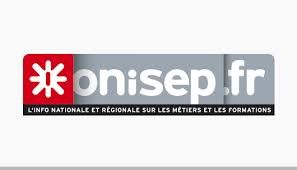 onisep.fr
L'INFO NATIONALE ET RÉGIONALE SUR LES MÉTIERS ET LES FORMATIONS